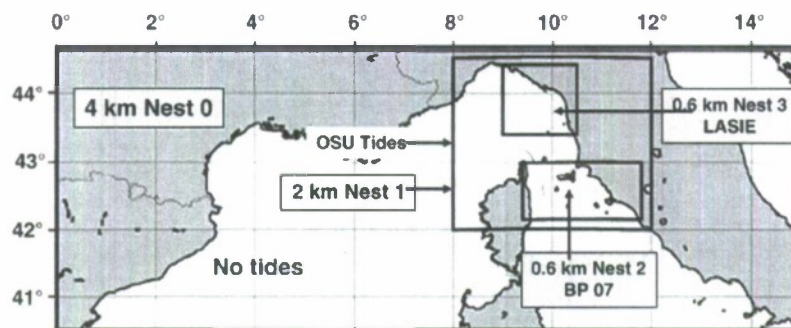 0° 2° 4° 6° 8° 10° 12° 14°
44°
4 km Nest 0
0.6 km Nest 3
LASIE
43°
OSU Tides
2 km Nest 1
42°
No tides
0.6 km Nest 2
BP 07
41°